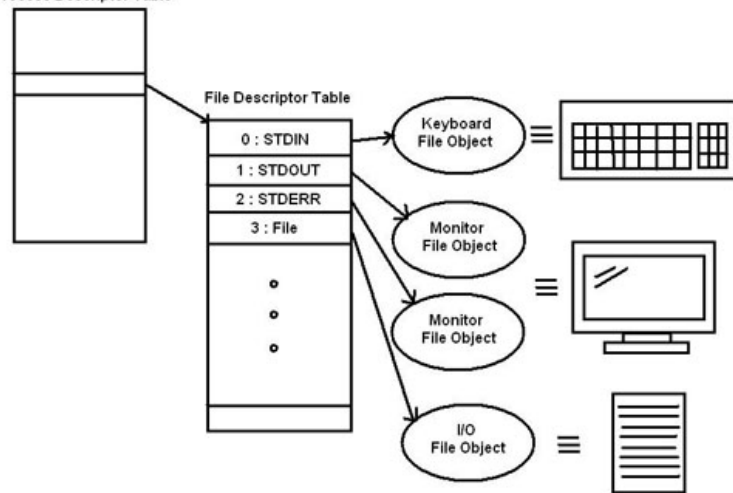 File Descriptor Table
0 : STDIN
1 : STDOUT
2 : STDERR
3 : File
Keyboard
File Object
Monitor
File Object
Monitor
File Object
I/O
File Object